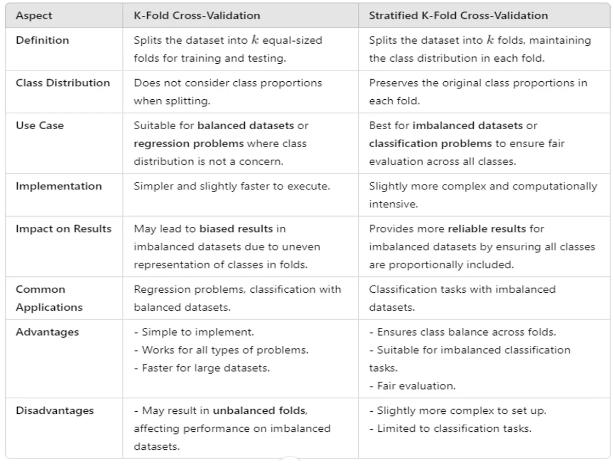 Aspect K-Fold Cross-Validation Stratified K-Fold Cross-Validation
Definition Splits the dataset into k equal-sized Splits the dataset into k folds, maintaining
folds for training and testing. the class distribution in each fold.
Class Distribution Does not consider class proportions Preserves the original class proportions in
when splitting. each fold.
Use Case Suitable for balanced datasets or Best for imbalanced datasets or
regression problems where class classification problems to ensure fair
distribution is not a concern. evaluation across all classes.
Implementation Simpler and slightly faster to execute. Slightly more complex and computationally
intensive.
Impact on Results May lead to biased results in Provides more reliable results for
imbalanced datasets due to uneven imbalanced datasets by ensuring all classes
representation of classes in folds. are proportionally included.
Common Regression problems, classification with Classification tasks with imbalanced
Applications balanced datasets. datasets.
Advantages - Simple to implement. - Ensures class balance across folds.
- Works for all types of problems. - Suitable for imbalanced classification
- Faster for large datasets. tasks.
- Fair evaluation.
Disadvantages - May result in unbalanced folds, - Slightly more complex to set up.
affecting performance on imbalanced - Limited to classification tasks.
datasets.